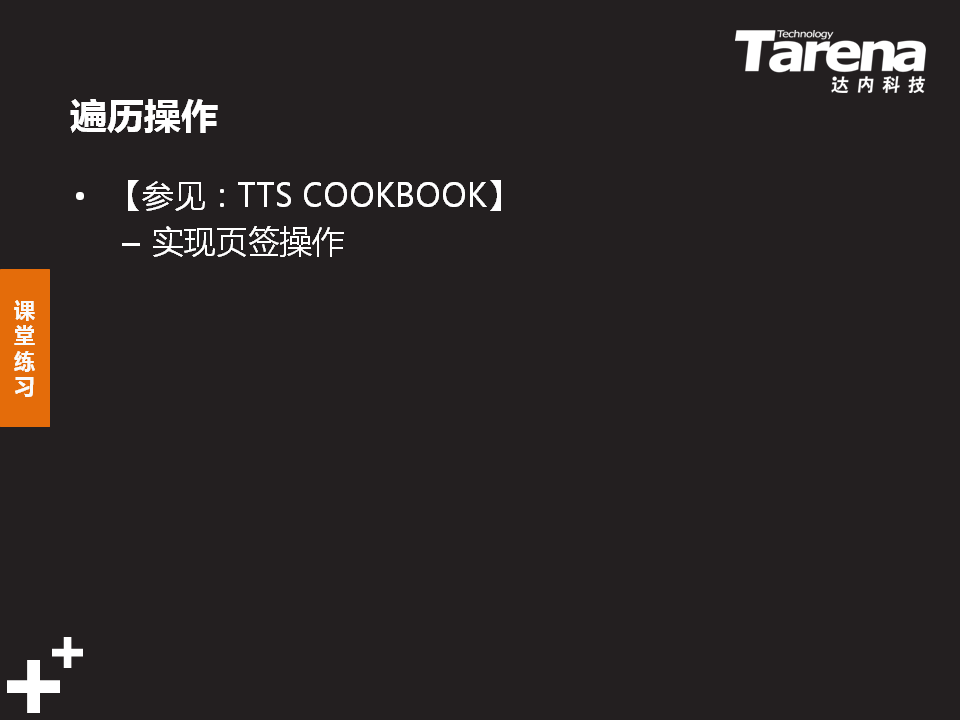 Technology
Tarena
达内科技
遍历操作
• 【参见：TTS COOKBOOK】
– 实现页签操作
课
堂
练
习